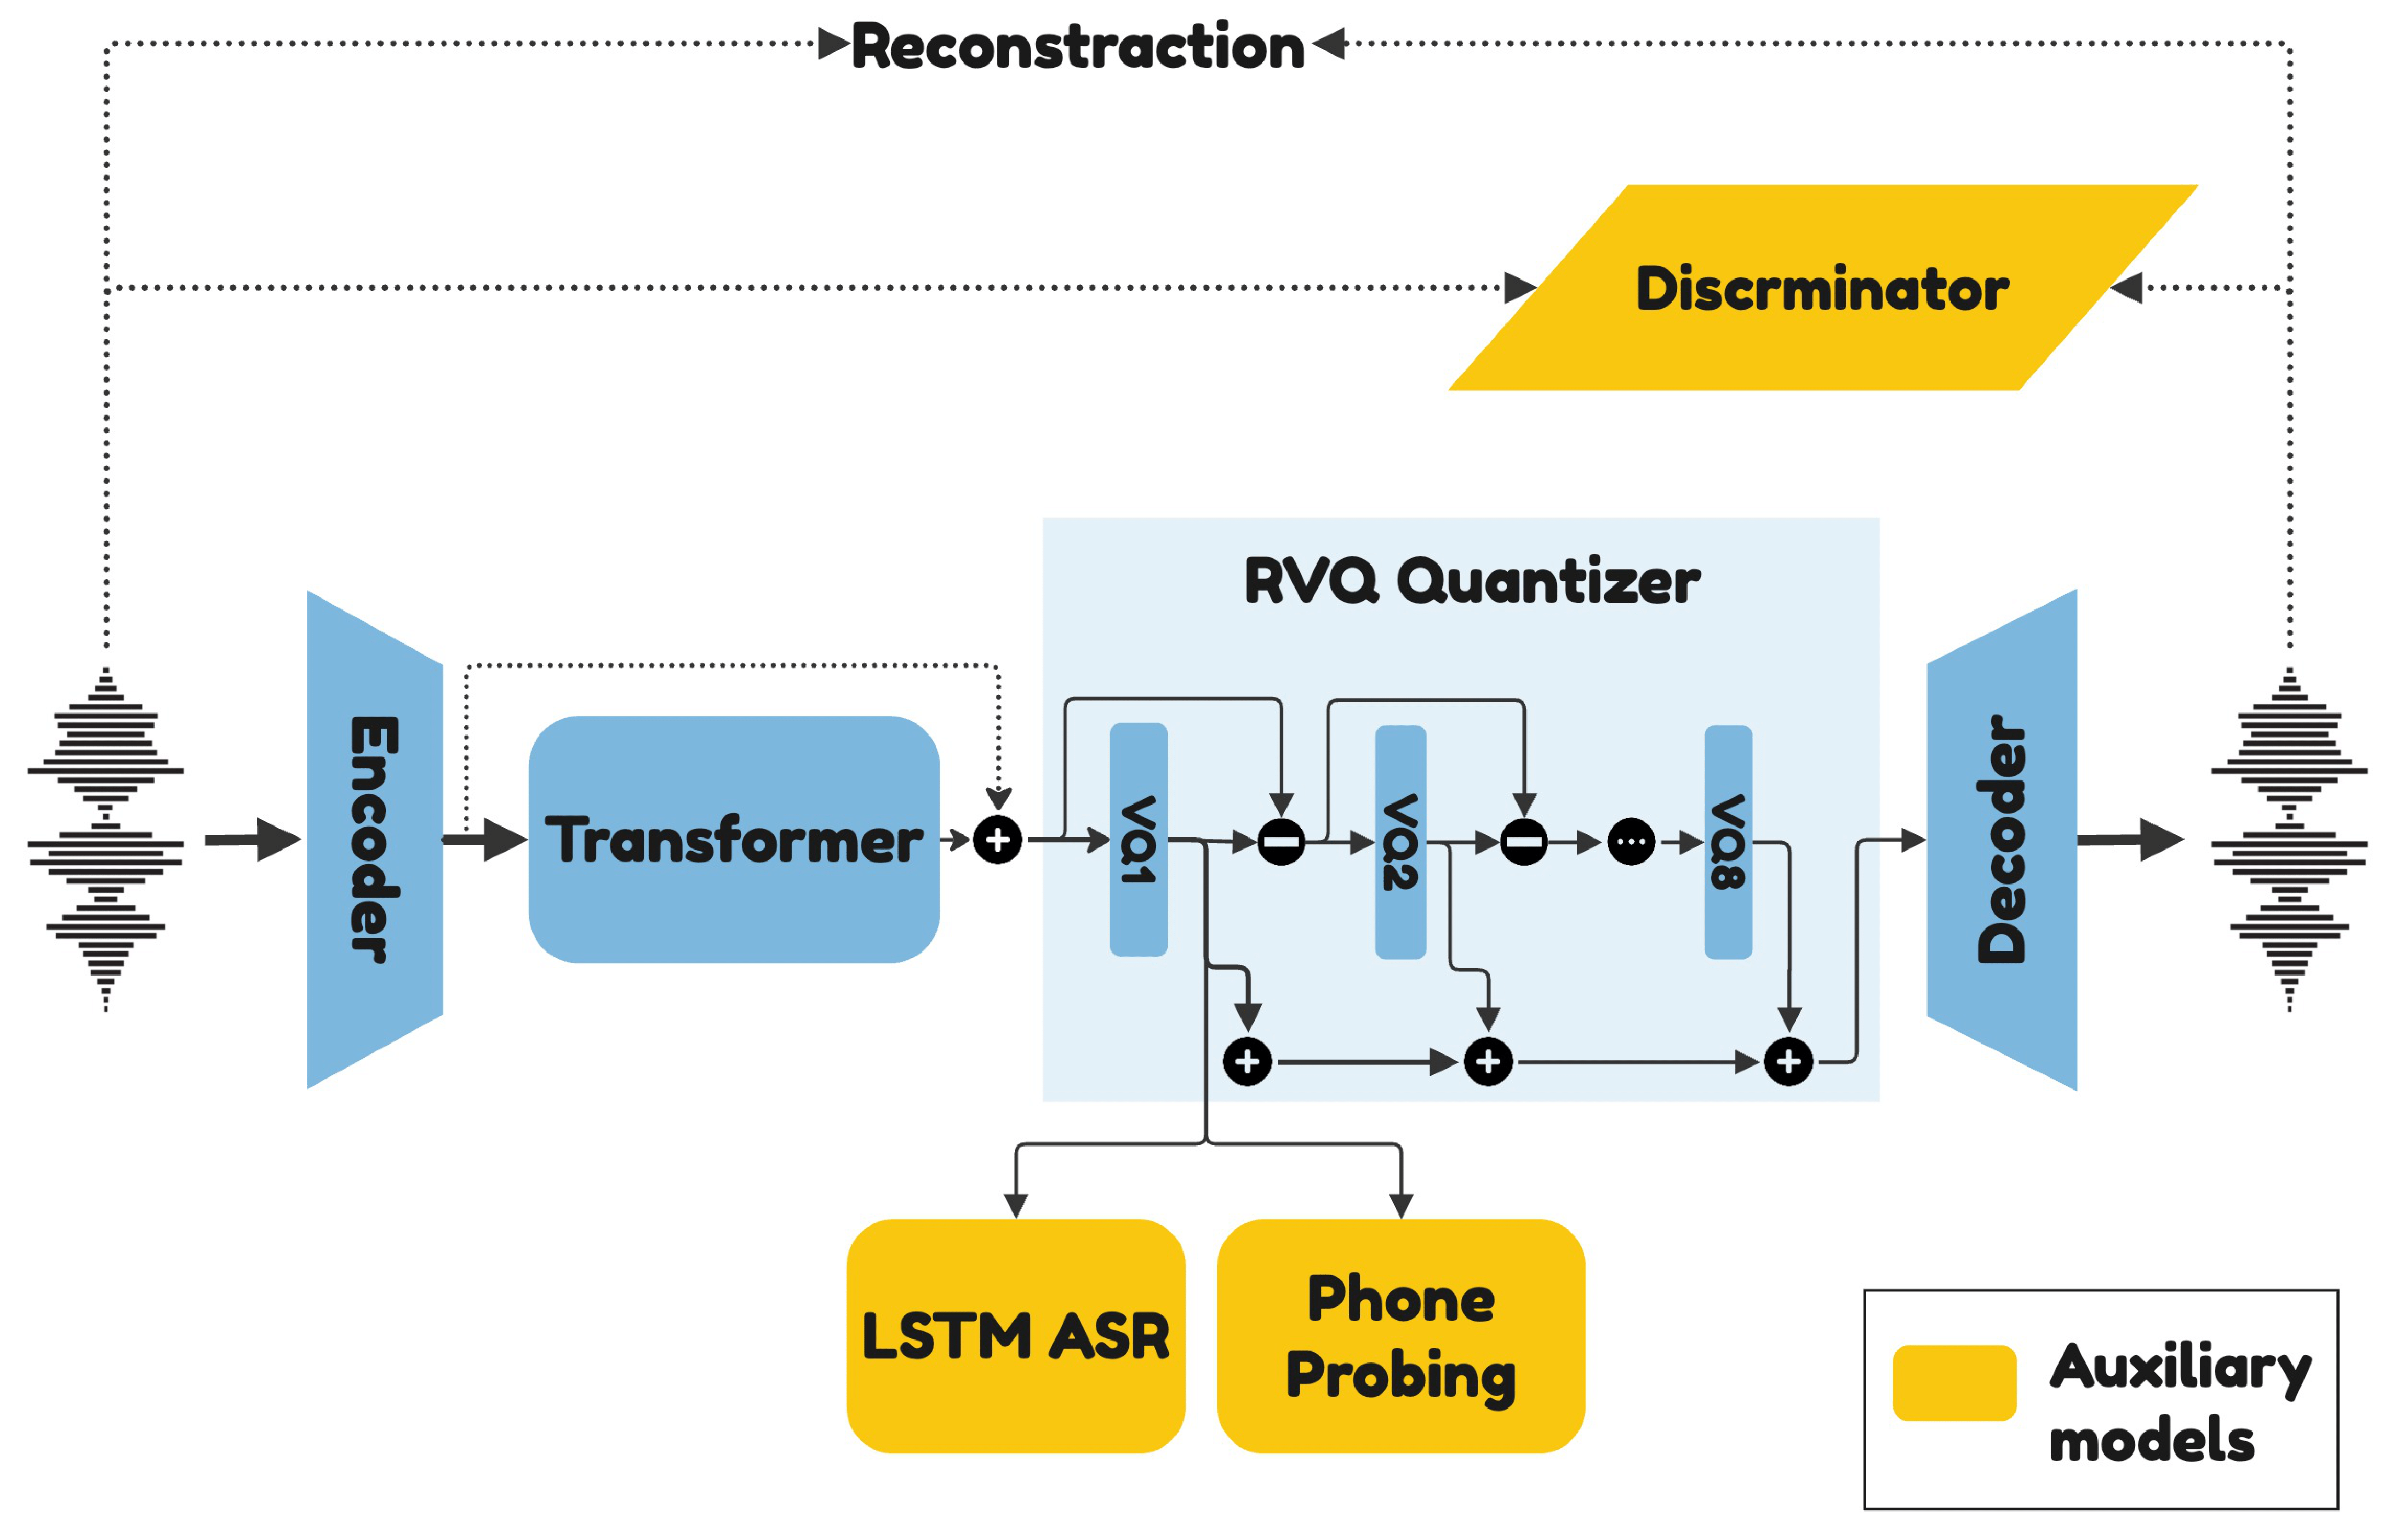 Reconstraction
Discrminator
RVQ Quantizer
Encoder
Transformer
VQ1
VQ2
VQ8
Decoder
LSTM ASR
Phone
Probing
Auxiliary
models